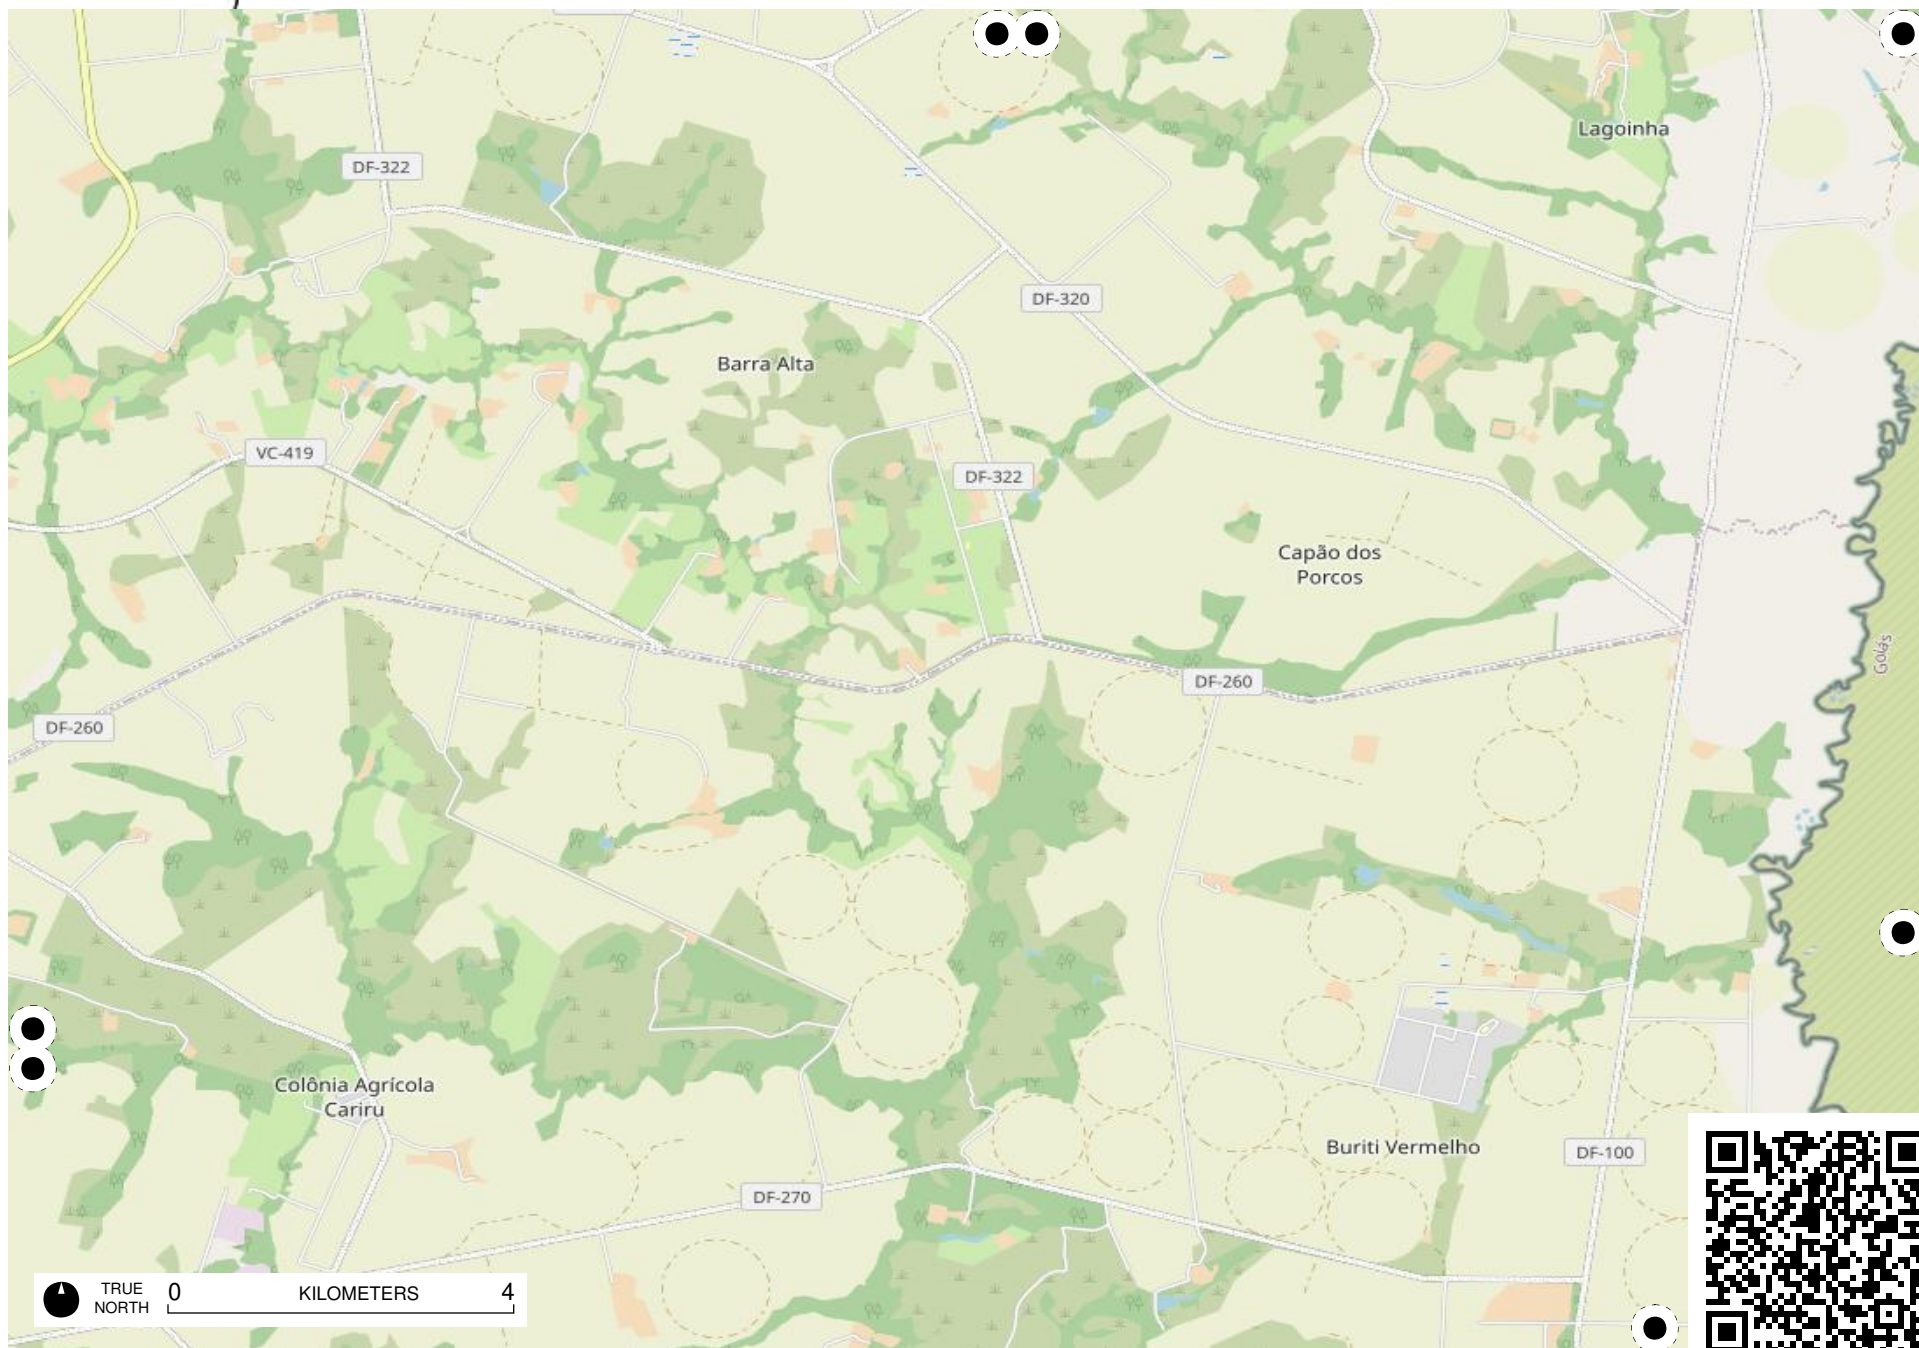 Lagoinha
DF-322
DF-320
Barra Alta
VC-419
DF-322
Capão dos
Porcos
Goiás
DF-260
DF-260
Colônia Agrícola
Cariru
Buriti Vermelho
DF-100
DF-270
TRUE
NORTH
0 KILOMETERS 4